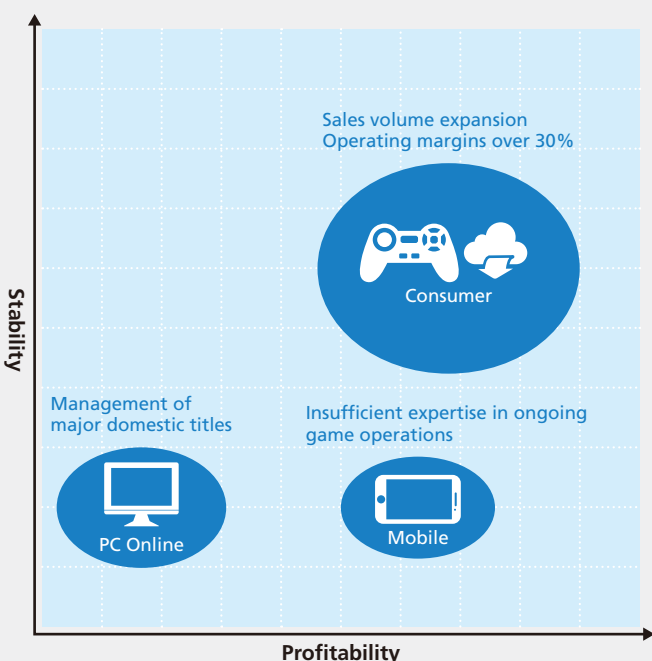 Sales volume expansion
Operating margins over 30%
Consumer
Stability
Management of
major domestic titles
Insufficient expertise in ongoing
game operations
PC Online
Mobile
Profitability